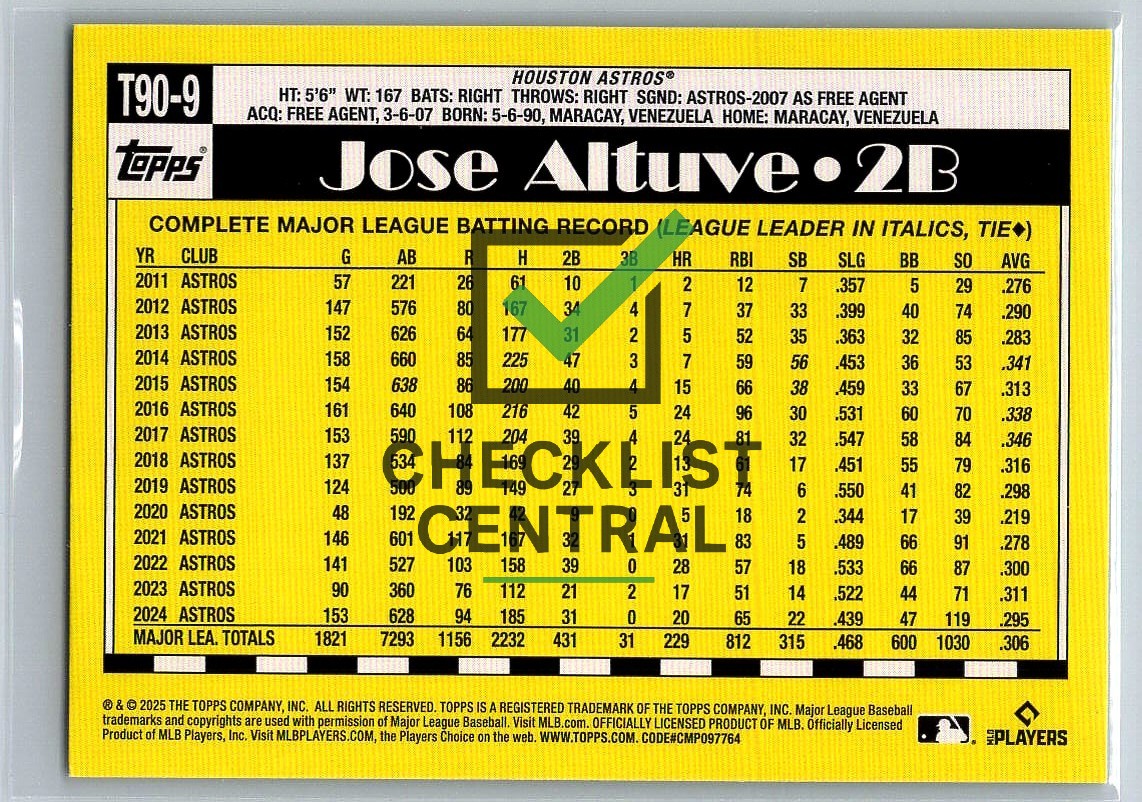 T90-9
HOUSTON ASTROS®
HT: 5'6" WT: 167 BATS: RIGHT THROWS: RIGHT SGND: ASTROS-2007 AS FREE AGENT
ACQ: FREE AGENT, 3-6-07 BORN: 5-6-90, MARACAY, VENEZUELA HOME: MARACAY, VENEZUELA
topps®
Jose Altuve • 2B
COMPLETE MAJOR LEAGUE BATTING RECORD (LEAGUE LEADER IN ITALICS, TIE◆)
YR CLUB G AB R H 2B 3B HR RBI SB SLG BB SO AVG
2011 ASTROS 57 221 26 61 10 1 2 12 7 .357 5 29 .276
2012 ASTROS 147 576 80 167 34 4 7 37 33 .399 40 74 .290
2013 ASTROS 152 626 64 177 31 2 5 52 35 .363 32 85 .283
2014 ASTROS 158 660 85 225 47 3 7 59 56 .453 36 53 .341
2015 ASTROS 154 638 86 200 40 4 15 66 38 .459 33 67 .313
2016 ASTROS 161 640 108 216 42 5 24 96 30 .531 60 70 .338
2017 ASTROS 153 590 112 204 39 4 24 81 32 .547 58 84 .346
2018 ASTROS 137 534 84 169 29 2 13 61 17 .451 55 79 .316
2019 ASTROS 124 500 89 149 27 3 31 74 6 .550 41 82 .298
2020 ASTROS 48 192 32 42 9 0 5 18 2 .344 17 39 .219
2021 ASTROS 146 601 117 167 32 1 31 83 5 .489 66 91 .278
2022 ASTROS 141 527 103 158 39 0 28 57 18 .533 66 87 .300
2023 ASTROS 90 360 76 112 21 2 17 51 14 .522 44 71 .311
2024 ASTROS 153 628 94 185 31 0 20 65 22 .439 47 119 .295
MAJOR LEA. TOTALS 1821 7293 1156 2232 431 31 229 812 315 .468 600 1030 .306
CHECKLIST
CENTRAL
® & © 2025 THE TOPPS COMPANY, INC. ALL RIGHTS RESERVED. TOPPS IS A REGISTERED TRADEMARK OF THE TOPPS COMPANY, INC. Major League Baseball
trademarks and copyrights are used with permission of Major League Baseball. Visit MLB.com. OFFICIALLY LICENSED PRODUCT OF MLB. Officially Licensed
Product of MLB Players, Inc. Visit MLBPLAYERS.COM, the Players Choice on the web. WWW.TOPPS.COM. CODE#CMP097764
MLB PLAYERS